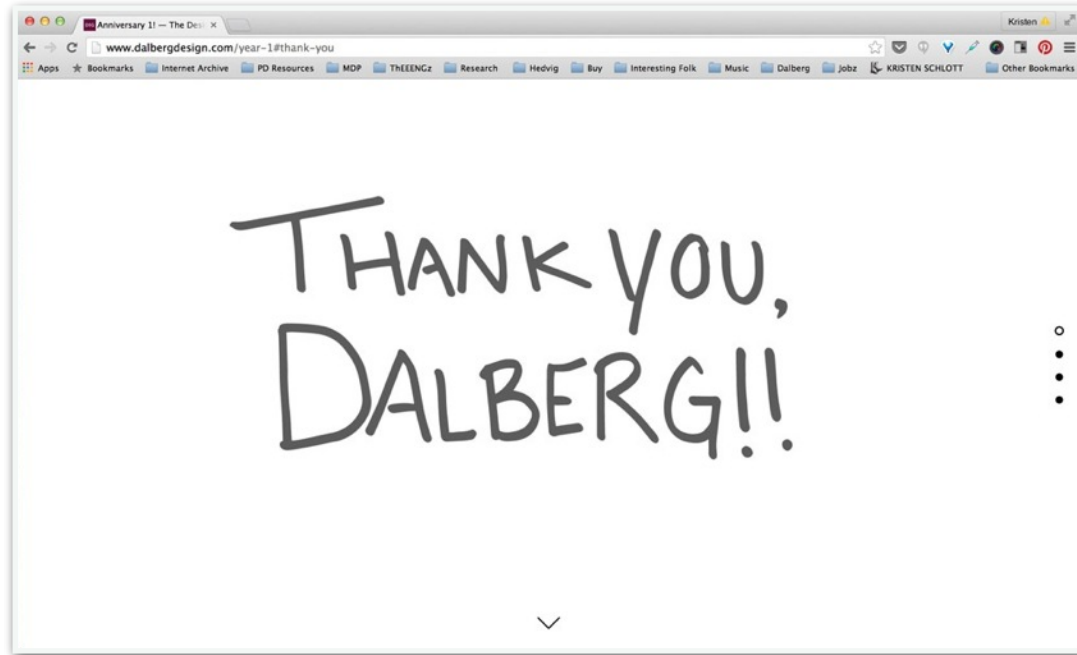 Anniversary 1! — The Des
Kristen
www.dalbergdesign.com/year-1#thank-you
Apps Bookmarks Internet Archive PD Resources MDP ThEEENGz Research Hedvig Buy Interesting Folk Music Dalberg Jobz KRISTEN SCHLOTT Other Bookmarks
THANK YOU,
DALBERG!!